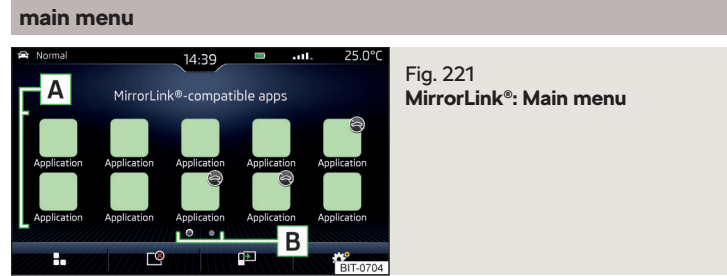 main menu
Normal 14:39 25.0°C
A
MirrorLink®-compatible apps
Application Application Application Application Application
Application Application Application Application Application
B
BIT-0704
Fig. 221
MirrorLink®: Main menu